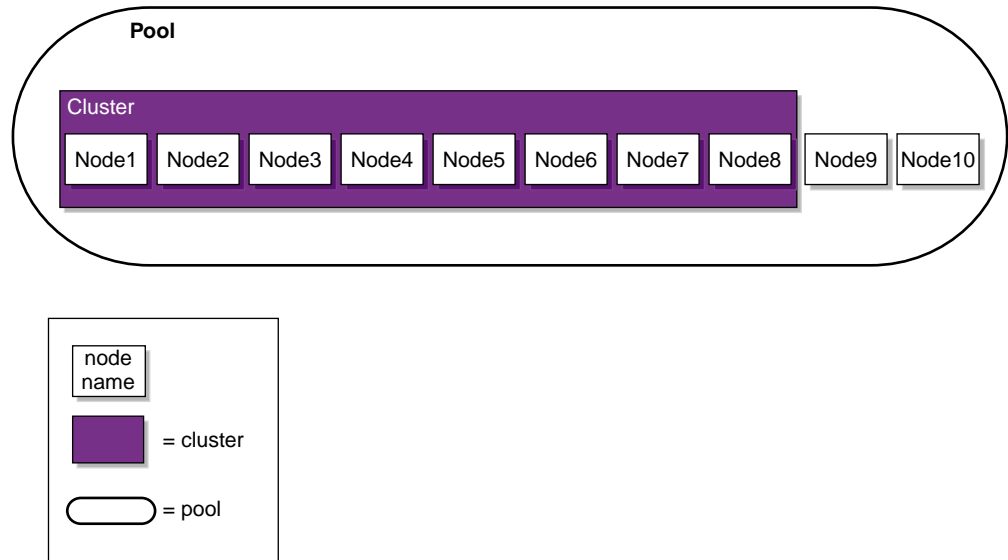 Pool
Cluster
Node1 Node2 Node3 Node4 Node5 Node6 Node7 Node8 Node9 Node10
node
name
= cluster
= pool